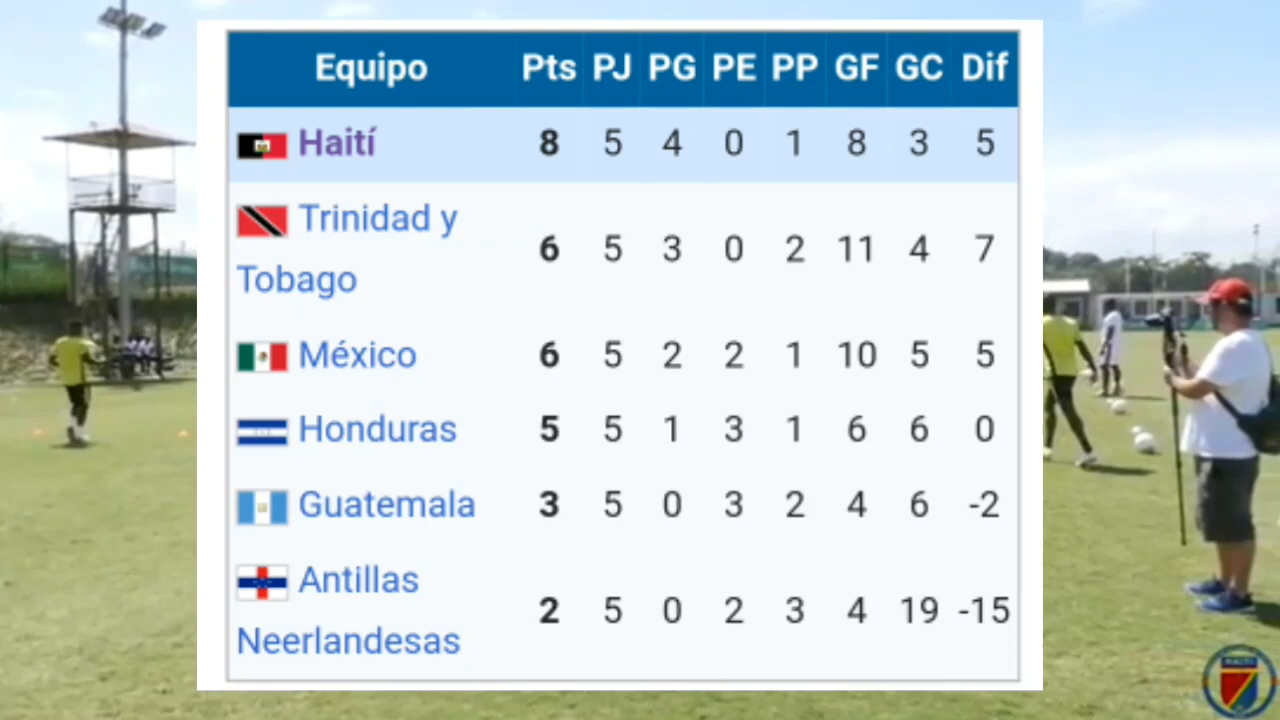 Equipo Pts PJ PG PE PP GF GC Dif
Haití 8 5 4 0 1 8 3 5
Trinidad y
Tobago 6 5 3 0 2 11 4 7
México 6 5 2 2 1 10 5 5
Honduras 5 5 1 3 1 6 6 0
Guatemala 3 5 0 3 2 4 6 -2
Antillas
Neerlandesas 2 5 0 2 3 4 19 -15
HAITI